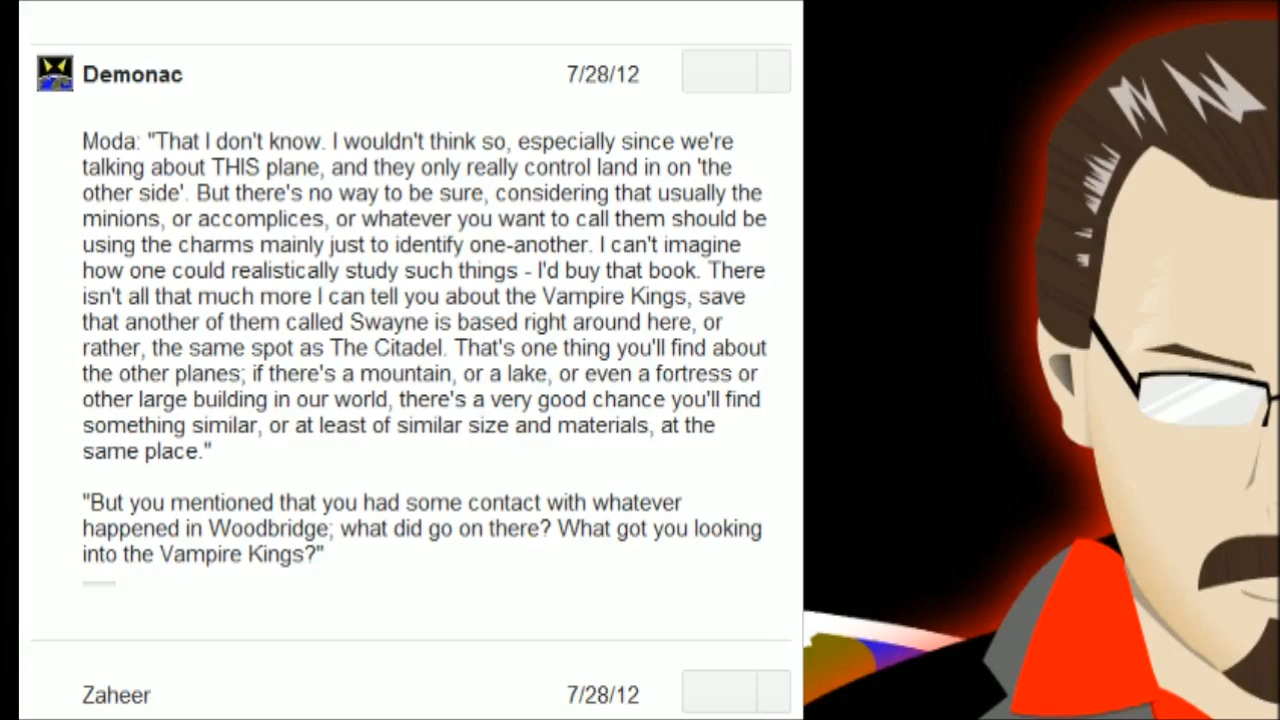 Demonac 7/28/12
Moda: "That I don't know. I wouldn't think so, especially since we're
talking about THIS plane, and they only really control land in on 'the
other side'. But there's no way to be sure, considering that usually the
minions, or accomplices, or whatever you want to call them should be
using the charms mainly just to identify one-another. I can't imagine
how one could realistically study such things - I'd buy that book. There
isn't all that much more I can tell you about the Vampire Kings, save
that another of them called Swayne is based right around here, or
rather, the same spot as The Citadel. That's one thing you'll find about
the other planes; if there's a mountain, or a lake, or even a fortress or
other large building in our world, there's a very good chance you'll find
something similar, or at least of similar size and materials, at the
same place."
"But you mentioned that you had some contact with whatever
happened in Woodbridge; what did go on there? What got you looking
into the Vampire Kings?"
Zaheer 7/28/12